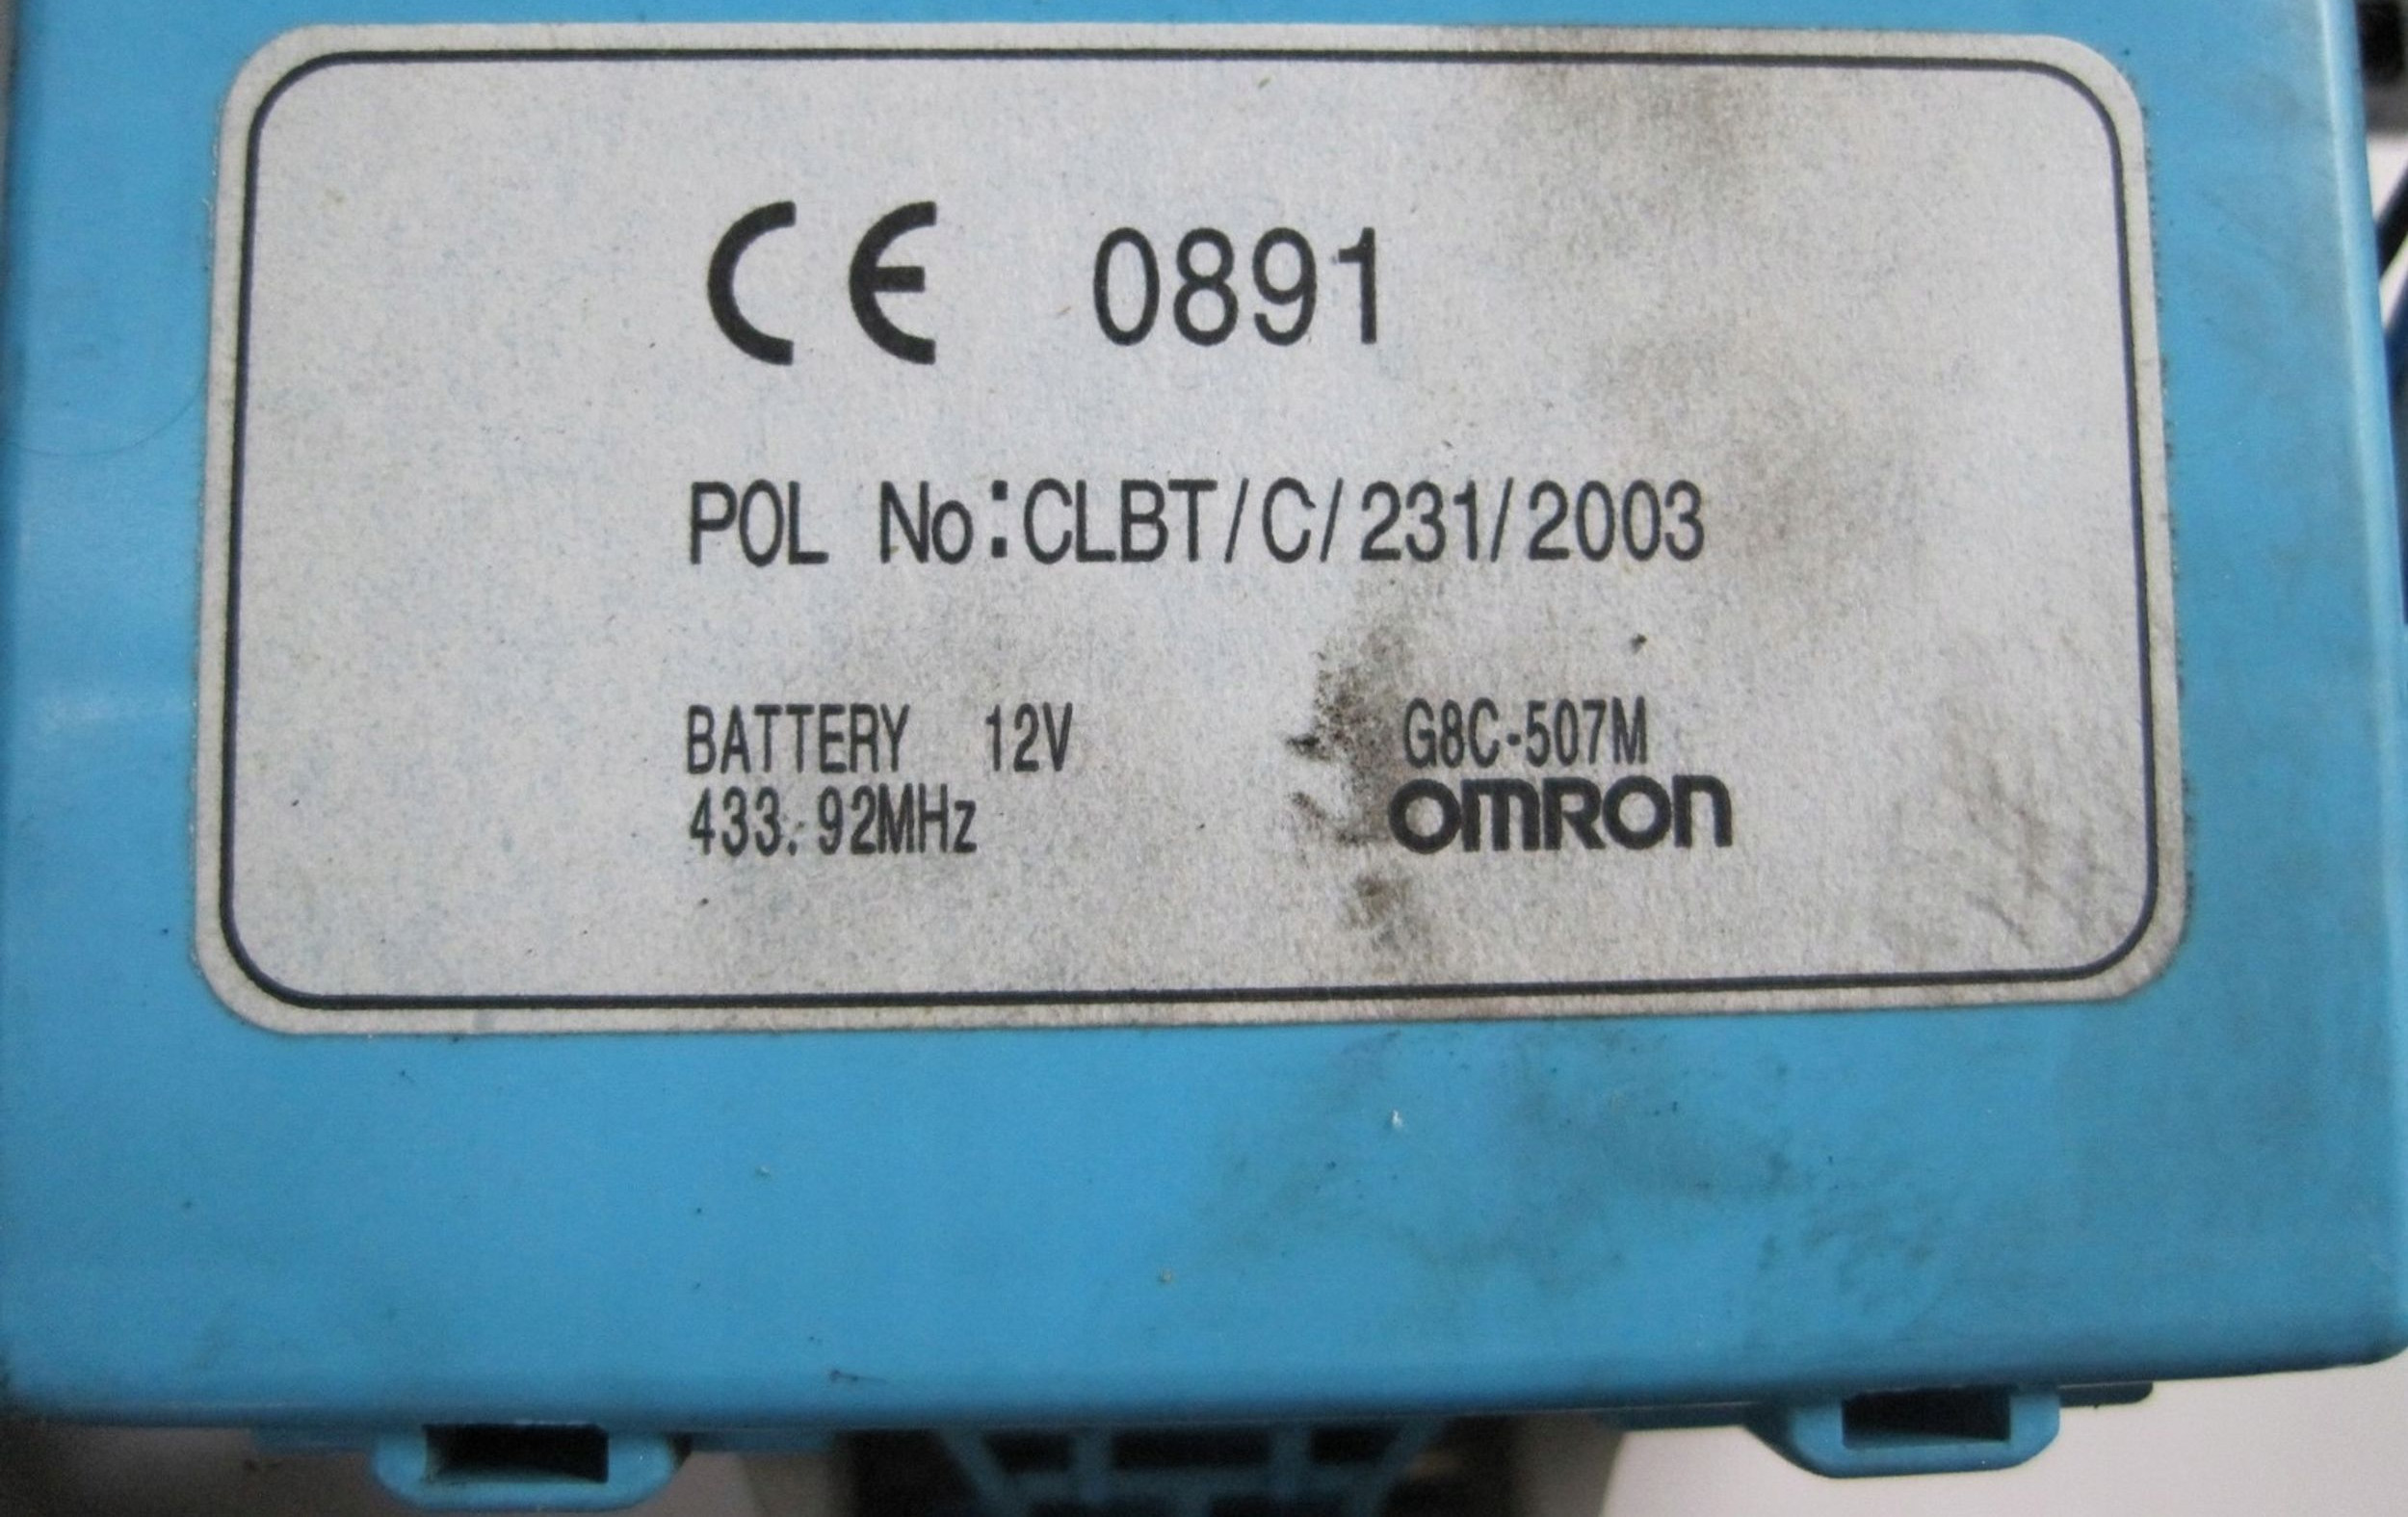 CE 0891
POL No:CLBT/C/231/2003
BATTERY 12V G8C-507M
433.92MHz OMRON